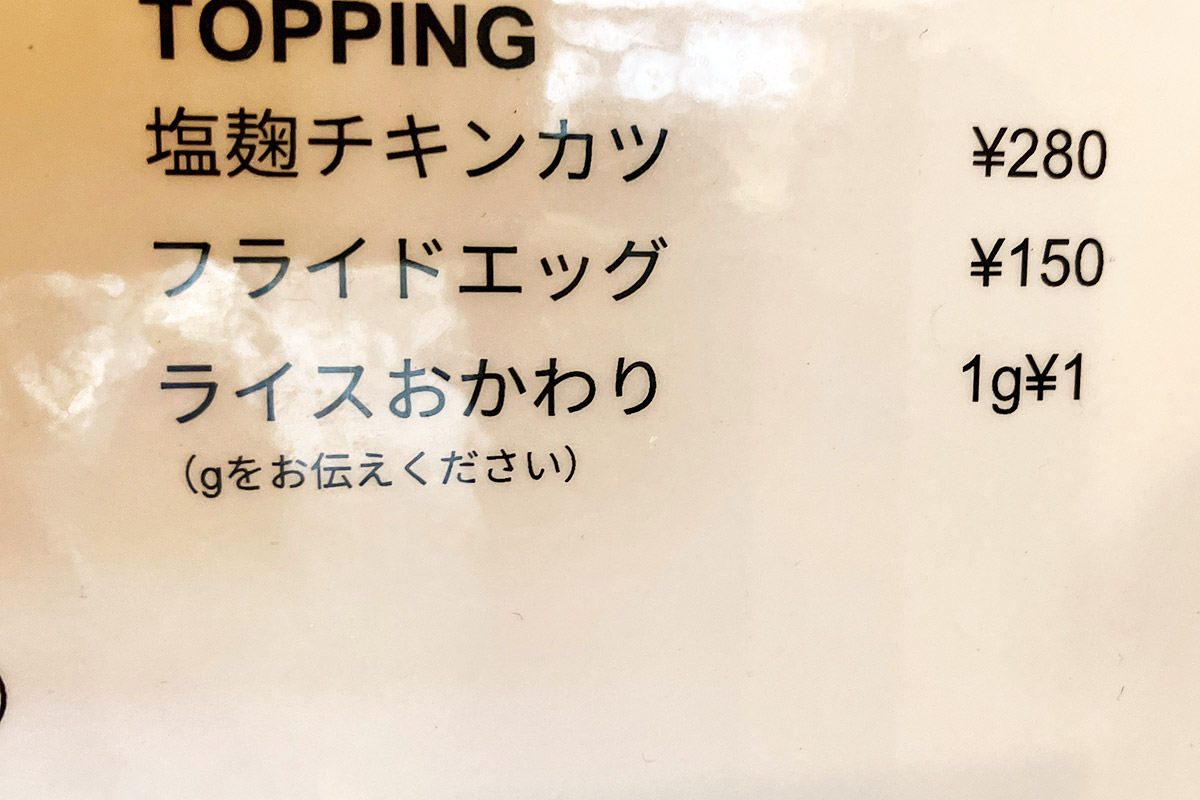 TOPPING
塩麹チキンカツ ¥280
フライドエッグ ¥150
ライスおかわり 1g¥1
（gをお伝えください）